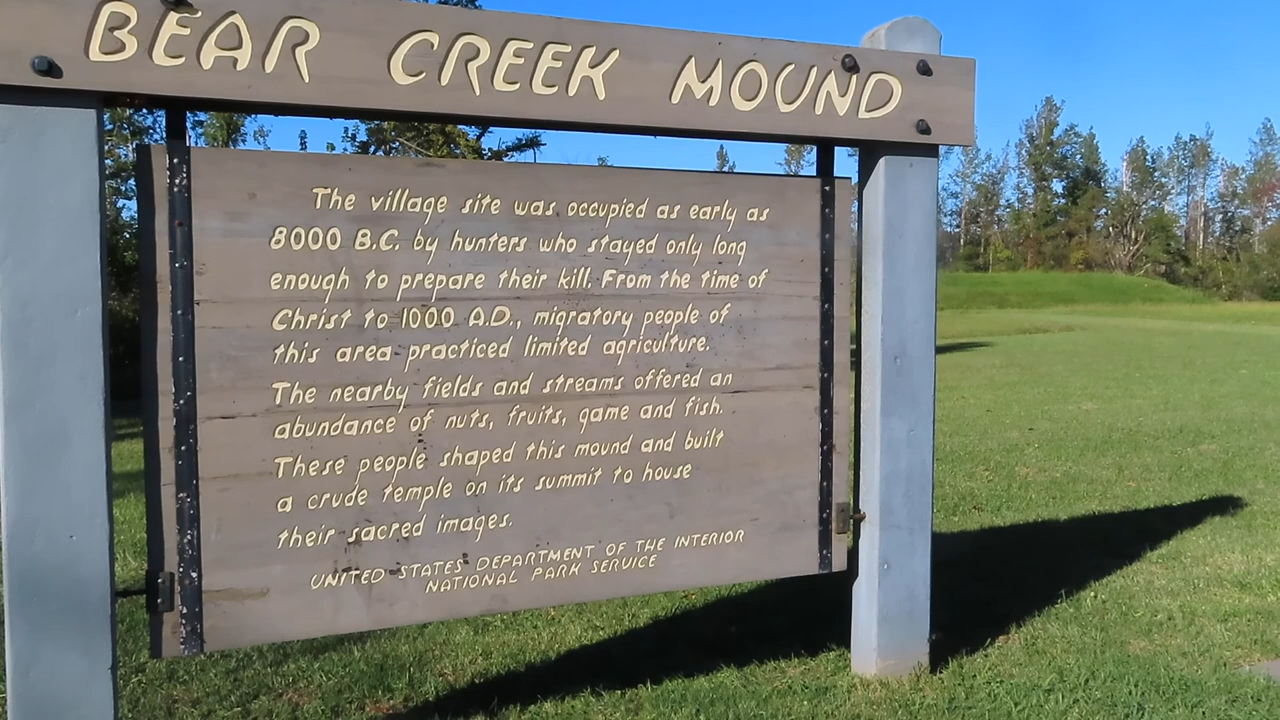 BEAR CREEK MOUND
The village site was occupied as early as
8000 B.C. by hunters who stayed only long
enough to prepare their kill. From the time of
Christ to 1000 A.D., migratory people of
this area practiced limited agriculture.
The nearby fields and streams offered an
abundance of nuts, fruits, game and fish.
These people shaped this mound and built
a crude temple on its summit to house
their sacred images.
UNITED STATES DEPARTMENT OF THE INTERIOR
NATIONAL PARK SERVICE